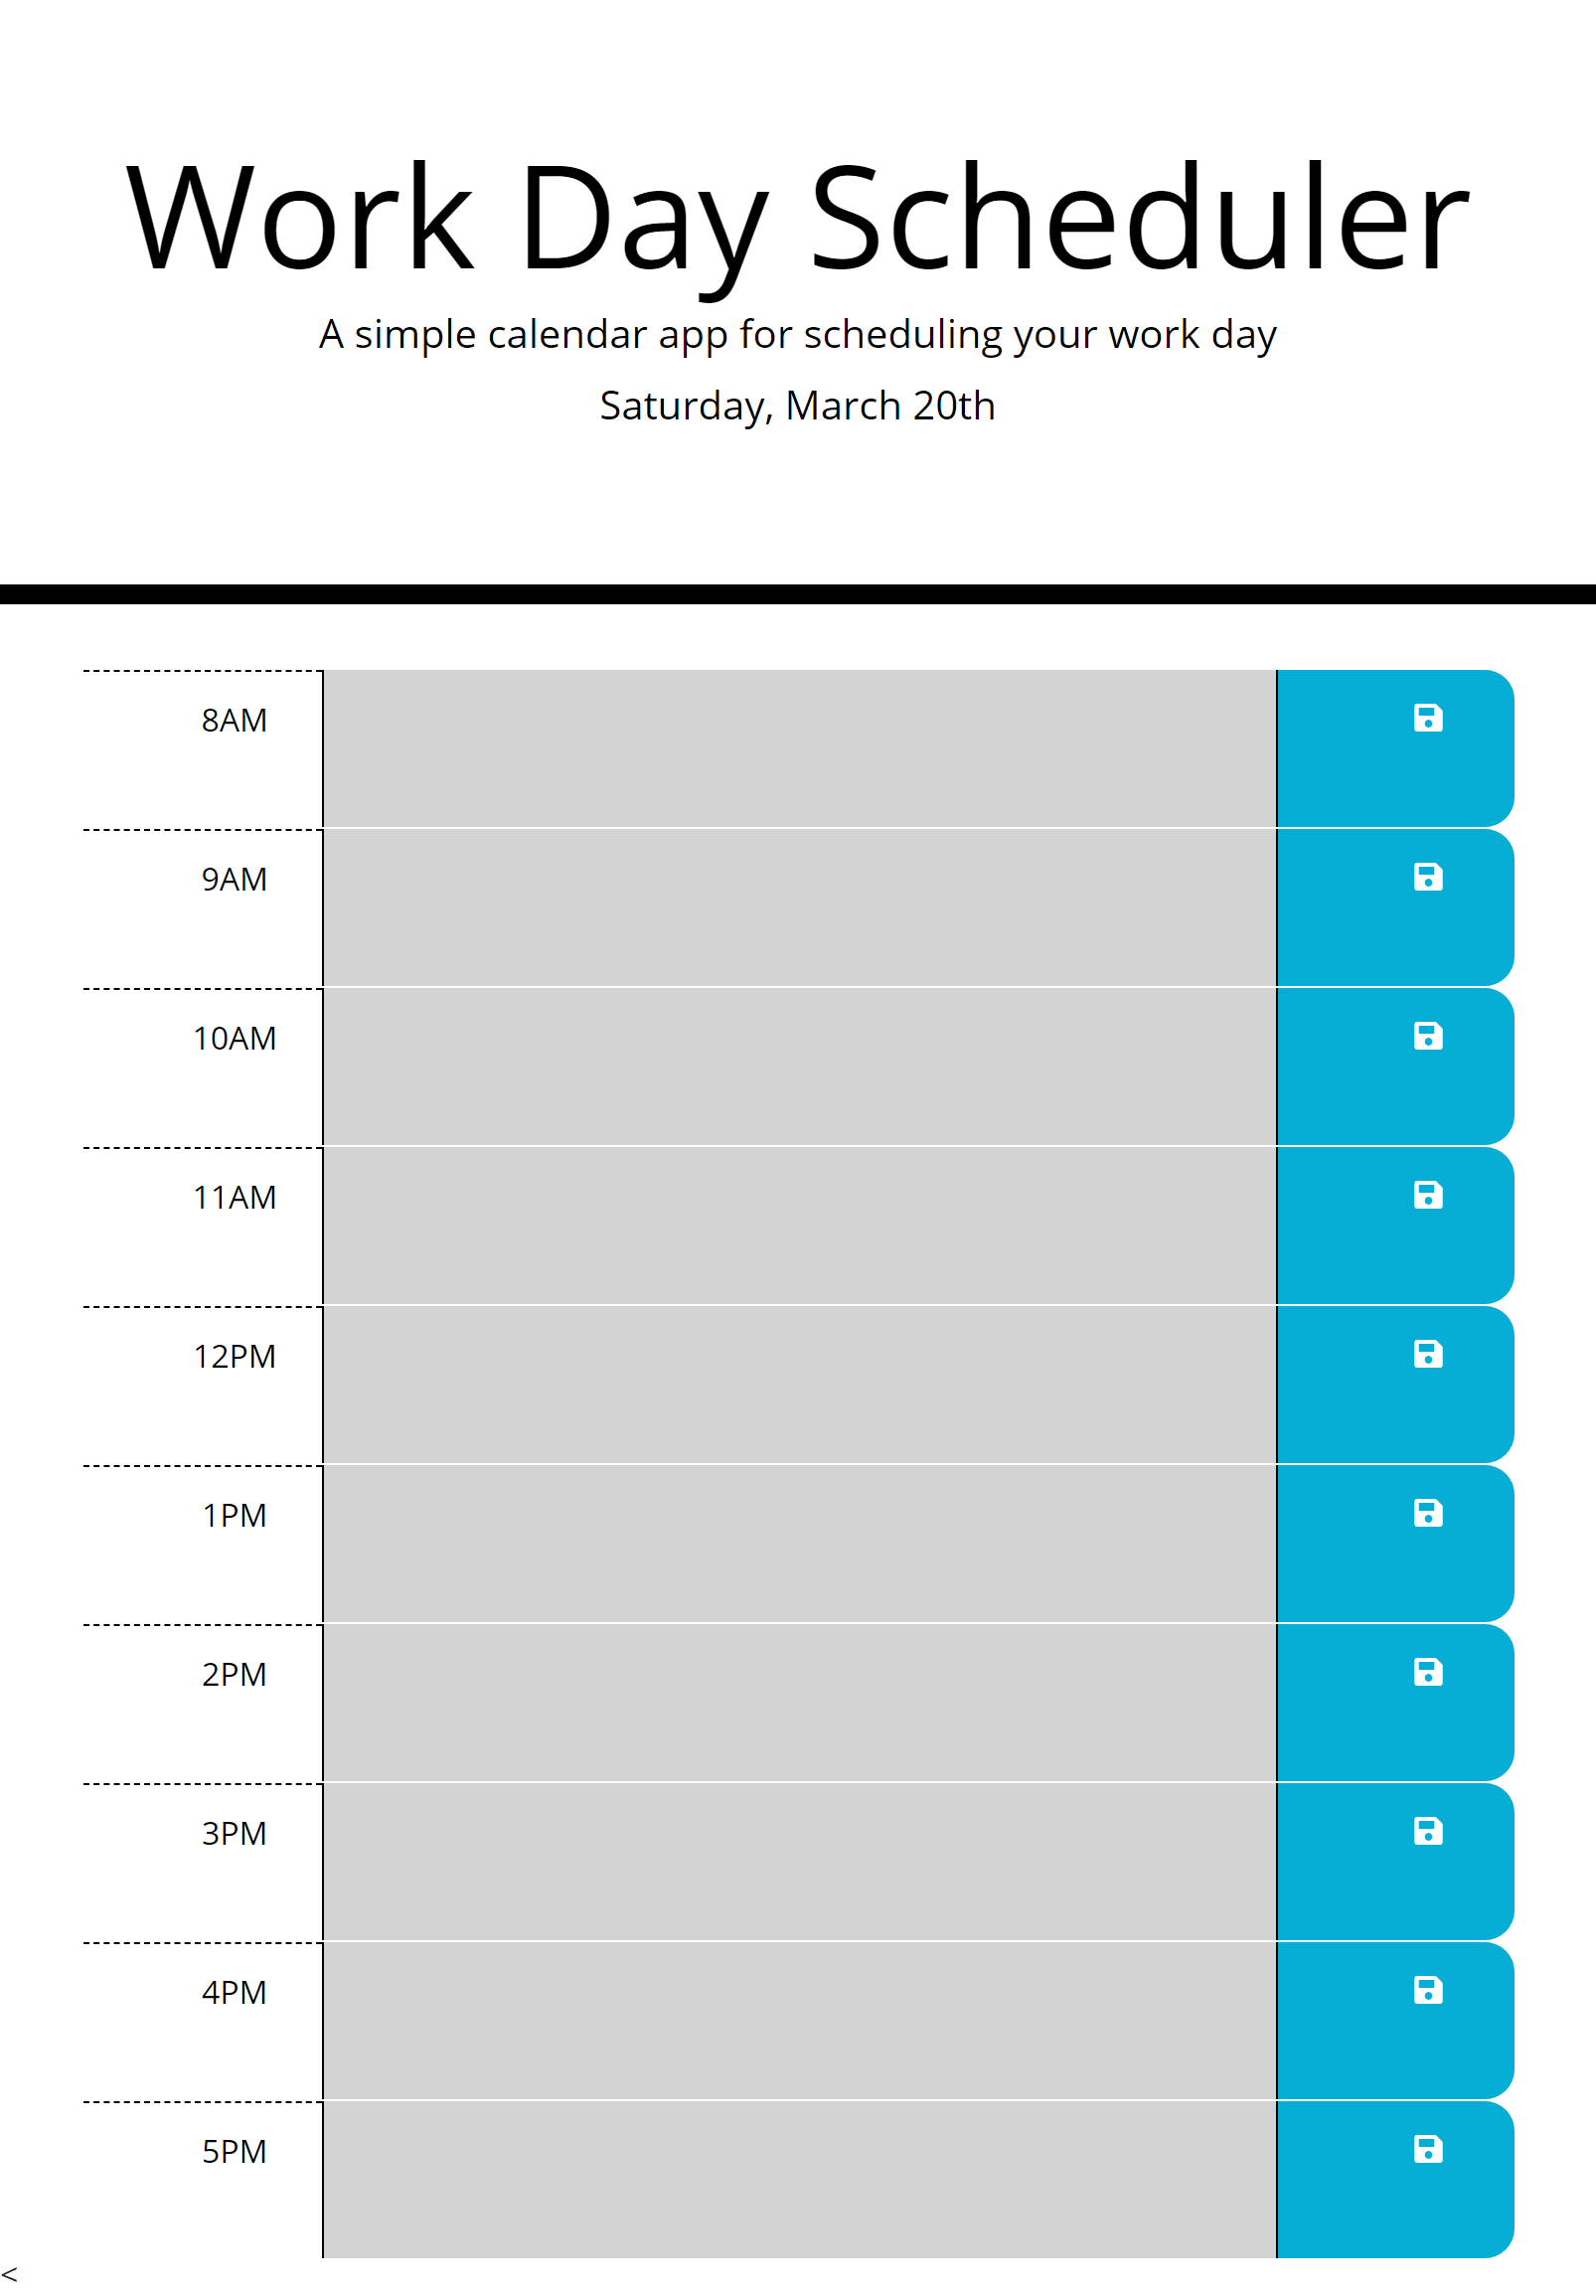 Work Day Scheduler
A simple calendar app for scheduling your work day
Saturday, March 20th
8AM
9AM
10AM
11AM
12PM
1PM
2PM
3PM
4PM
5PM
<